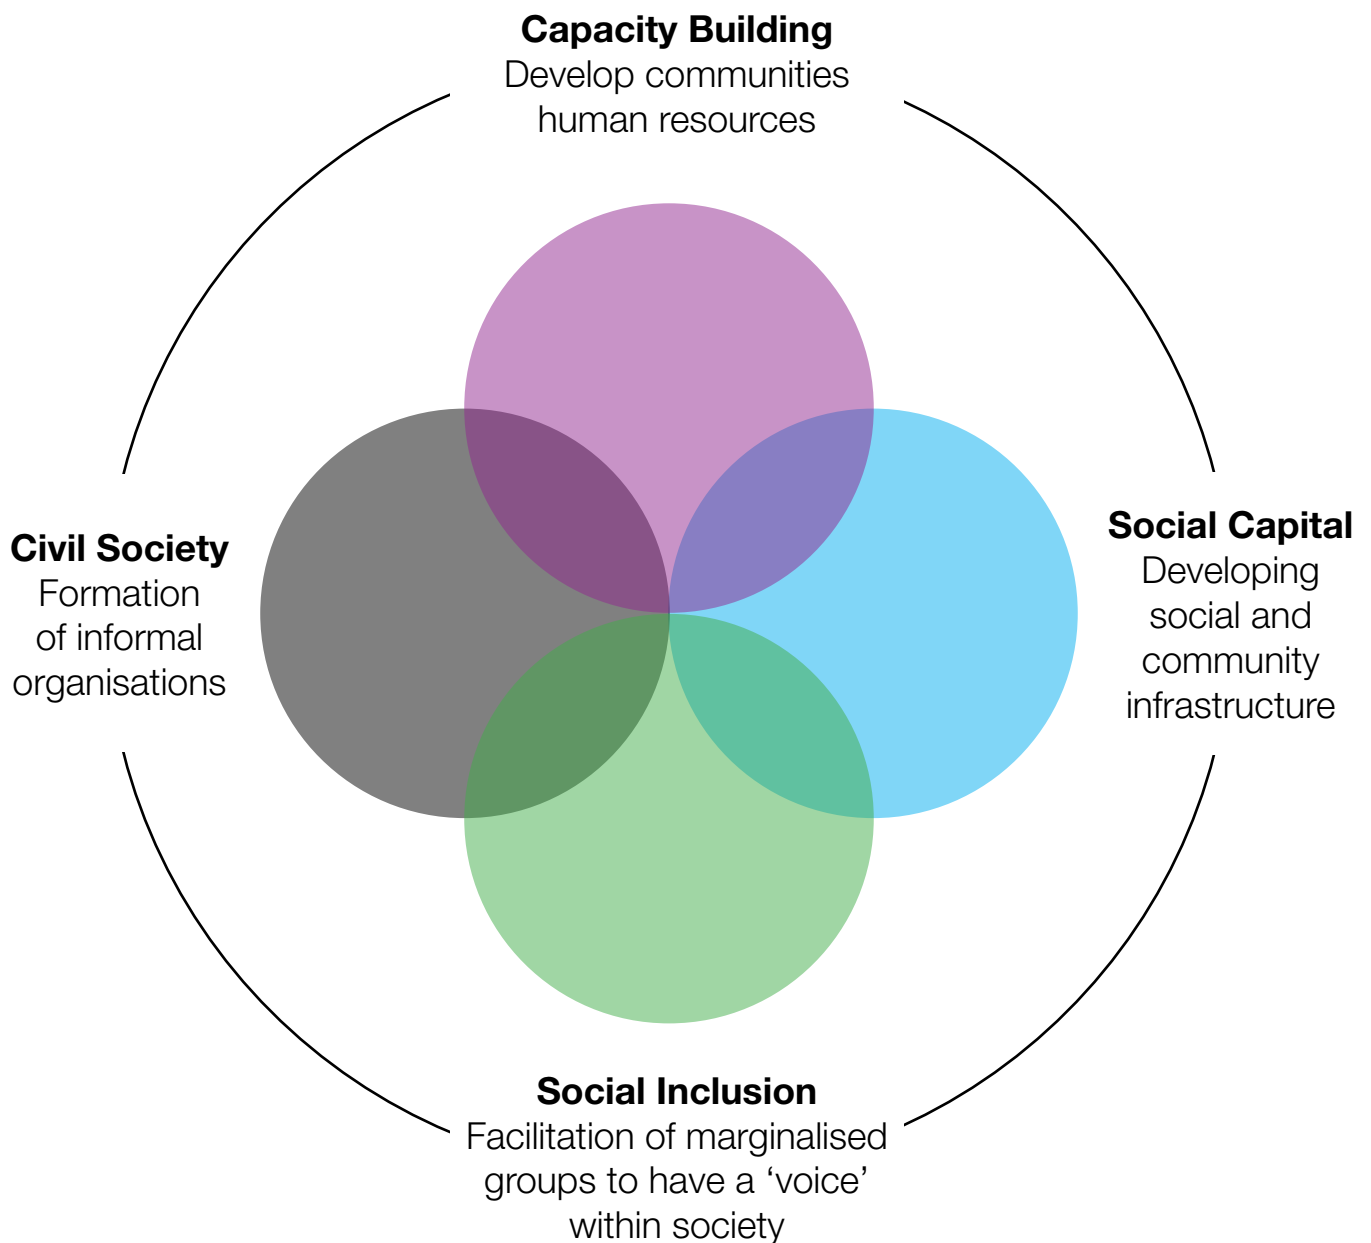 Capacity Building
Develop communities
human resources
Civil Society
Formation
of informal
organisations
Social Capital
Developing
social and
community
infrastructure
Social Inclusion
Facilitation of marginalised
groups to have a ‘voice’
within society